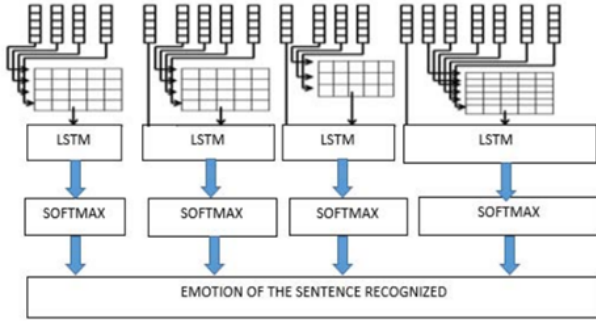 LSTM LSTM LSTM LSTM
SOFTMAX SOFTMAX SOFTMAX SOFTMAX
EMOTION OF THE SENTENCE RECOGNIZED